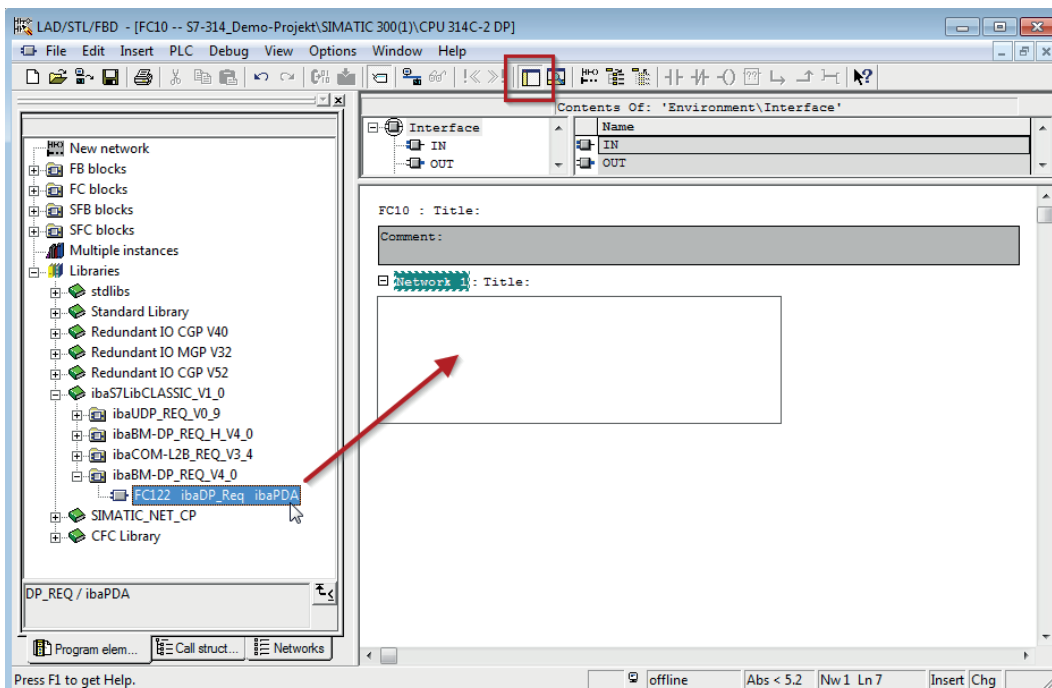 LAD/STL/FBD - [FC10 -- S7-314_Demo-Projekt\SIMATIC 300(1)\CPU 314C-2 DP]
File Edit Insert PLC Debug View Options Window Help
Contents Of: 'Environment\Interface'
Interface
IN
OUT
Name
IN
OUT
New network
FB blocks
FC blocks
SFB blocks
SFC blocks
Multiple instances
Libraries
stdlibs
Standard Library
Redundant IO CGP V40
Redundant IO MGP V32
Redundant IO CGP V52
ibaS7LibCLASSIC_V1_0
ibaUDP_REQ_V0_9
ibaBM-DP_REQ_H_V4_0
ibaCOM-L2B_REQ_V3_4
ibaBM-DP_REQ_V4_0
FC122 ibaDP_Req ibaPDA
SIMATIC_NET_CP
CFC Library
DP_REQ / ibaPDA
Program elem... Call struct... Networks
FC10 : Title:
Comment:
Network 1: Title:
Press F1 to get Help.
offline Abs < 5.2 Nw 1 Ln 7 Insert Chg